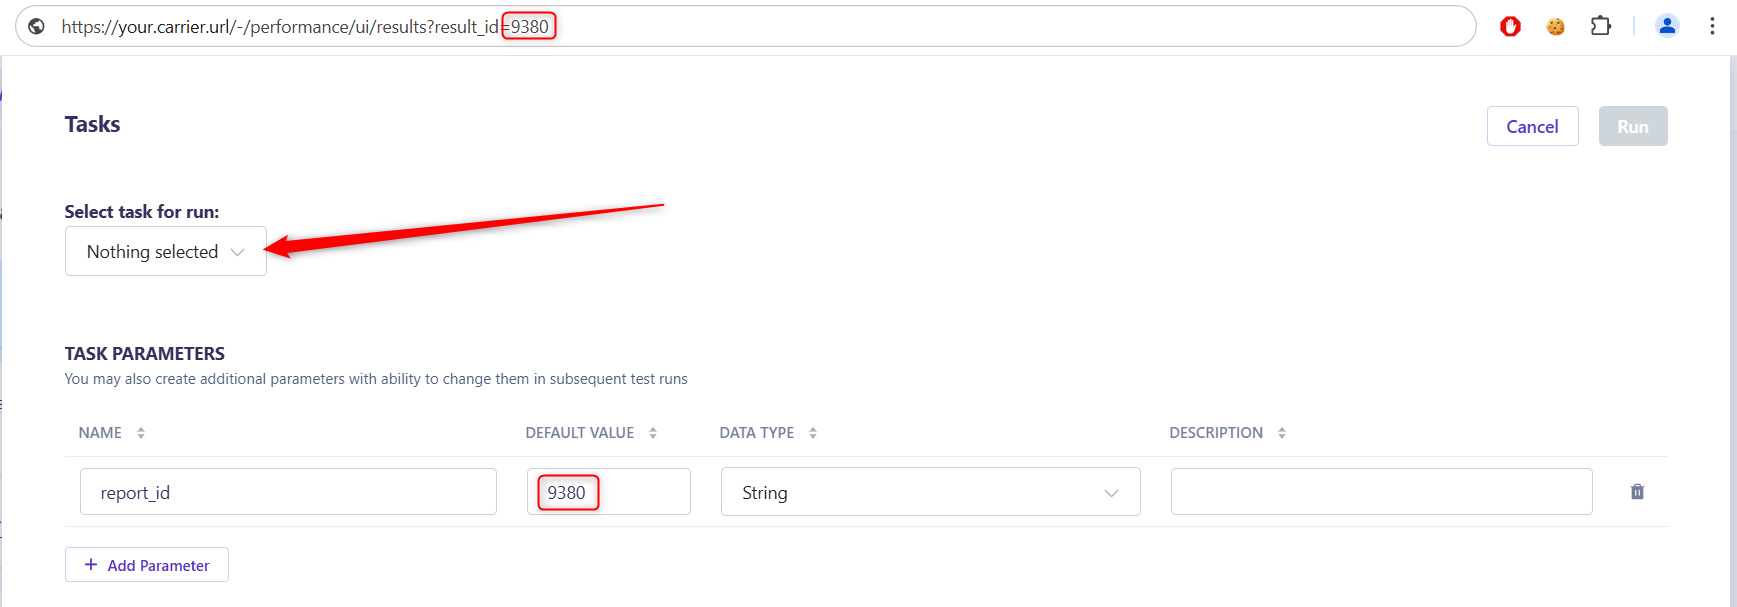 https://your.carrier.url/-/performance/ui/results?result_id=9380
Tasks
Cancel
Run
Select task for run:
Nothing selected
TASK PARAMETERS
You may also create additional parameters with ability to change them in subsequent test runs
NAME DEFAULT VALUE DATA TYPE DESCRIPTION
report_id 9380 String
+ Add Parameter